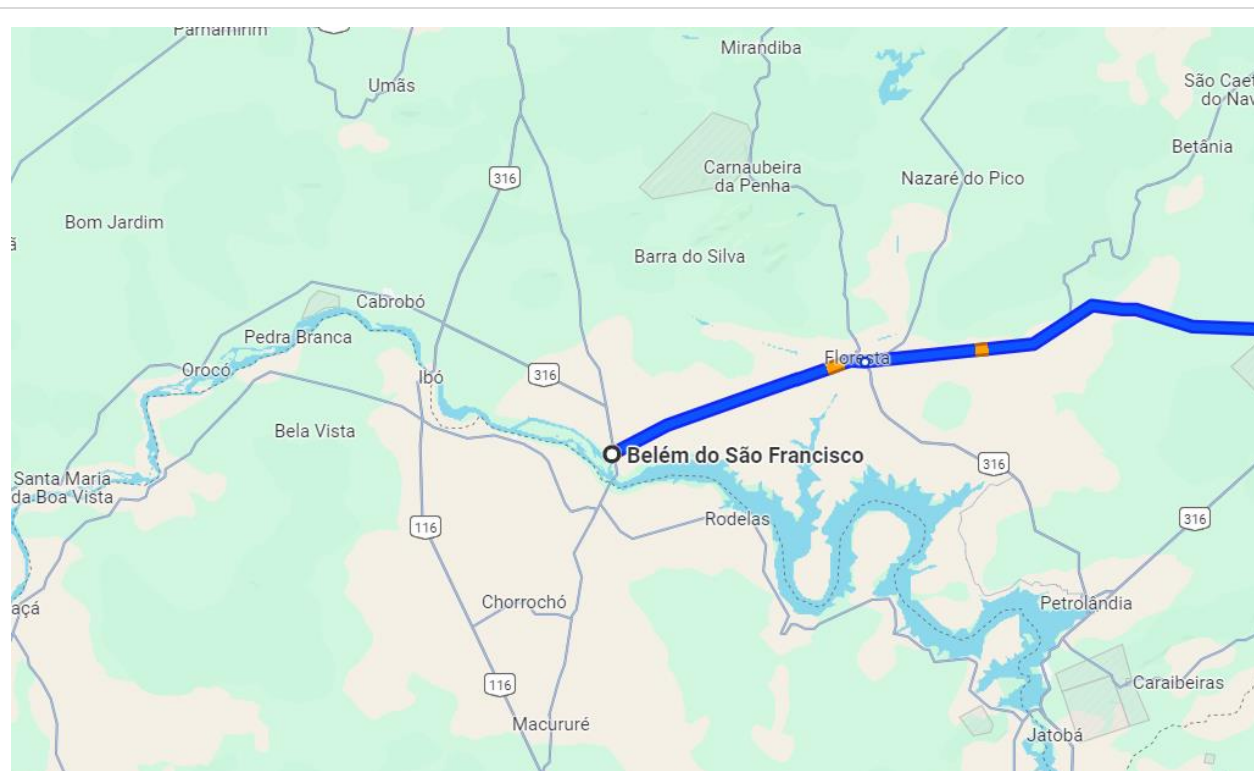 Parnamirim
Mirandiba
Umãs
São Caet
do Nav
Betânia
Carnaubeira
da Penha
Nazaré do Pico
316
Bom Jardim
ã
Barra do Silva
Cabrobó
Pedra Branca
Floresta
Orocó
Ibó
316
Bela Vista
Belém do São Francisco
316
Santa Maria
da Boa Vista
Rodelas
116
316
Chorrochó
Petrolândia
açá
116
Caraibeiras
Macururé
Jatobá